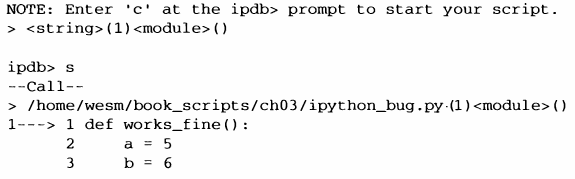 NOTE: Enter 'c' at the ipdb> prompt to start your script.
> <string>(1)<module>()
ipdb> s
--Call--
> /home/wesm/book_scripts/ch03/ipython_bug.py(1)<module>()
1---> 1 def works_fine():
      2     a = 5
      3     b = 6